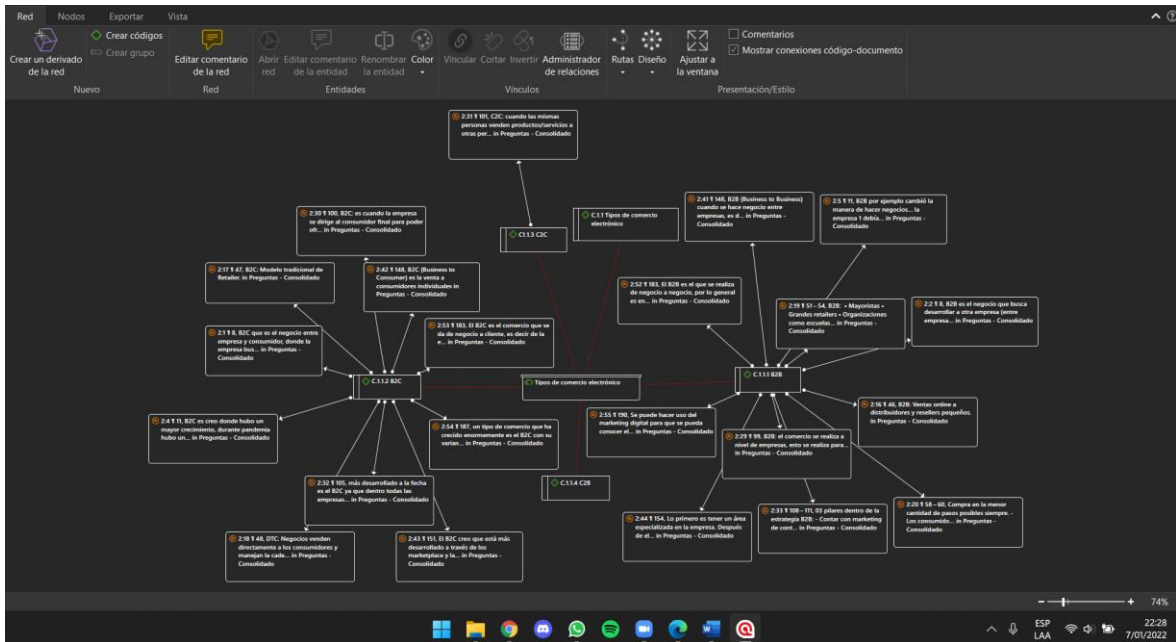 Red Nodos Exportar Vista
Crear un derivado
de la red
Crear códigos
Crear grupo
Nuevo
Editar comentario
de la red
Red
Abrir
red
Editar comentario
de la entidad
Renombrar
la entidad
Color
Entidades
Vincular
Cortar
Invertir
Administrador
de relaciones
Vínculos
Rutas
Diseño
Ajustar a
la ventana
Comentarios
Mostrar conexiones código-documento
Presentación/Estilo
2:31 ¶ 101, C2C: cuando las mismas
personas venden productos/servicios a
otras per... in Preguntas - Consolidado
2:30 ¶ 100, B2C: es cuando la empresa
se dirige al consumidor final para poder
ofr... in Preguntas - Consolidado
C1.1.3 C2C
C.1.1 Tipos de comercio
electrónico
2:41 ¶ 148, B2B (Business to Business)
cuando se hace negocio entre
empresas, es d... in Preguntas -
Consolidado
2:5 ¶ 11, B2B por ejemplo cambió la
manera de hacer negocios... la
empresa 1 debía... in Preguntas -
Consolidado
2:17 ¶ 47, B2C: Modelo tradicional de
Retailer. in Preguntas - Consolidado
2:42 ¶ 148, B2C (Business to
Consumer) es la venta a
consumidores individuales in
Preguntas - Consolidado
2:52 ¶ 183, El B2B es el que se realiza
de negocio a negocio, por lo general
es en... in Preguntas - Consolidado
2:19 ¶ 51 – 54, B2B: • Mayoristas •
Grandes retailers • Organizaciones
como escuelas... in Preguntas -
Consolidado
2:2 ¶ 8, B2B es el negocio que busca
desarrollar a otra empresa (entre
empresa... in Preguntas -
Consolidado
2:1 ¶ 8, B2C que es el negocio entre
empresa y consumidor, donde la
empresa bus... in Preguntas -
Consolidado
2:53 ¶ 183, El B2C es el comercio que se
da de negocio a cliente, es decir de la
e... in Preguntas - Consolidado
C.1.1.2 B2C
Tipos de comercio electrónico
C.1.1.1 B2B
2:4 ¶ 11, B2C es creo donde hubo un
mayor crecimiento, durante pandemia
hubo un... in Preguntas - Consolidado
2:54 ¶ 187, un tipo de comercio que ha
crecido enormemente es el B2C con su
varian... in Preguntas - Consolidado
2:55 ¶ 190, Se puede hacer uso del
marketing digital para que se pueda
conocer el... in Preguntas -
Consolidado
2:16 ¶ 46, B2B: Ventas online a
distribuidores y resellers pequeños.
in Preguntas - Consolidado
2:29 ¶ 99, B2B: el comercio se realiza a
nivel de empresas, esto se realiza para...
in Preguntas - Consolidado
2:32 ¶ 105, más desarrollado a la fecha
es el B2C ya que dentro todas las
empresas... in Preguntas -
Consolidado
C.1.1.4 C2B
2:18 ¶ 48, DTC: Negocios venden
directamente a los consumidores y
manejan la cade... in Preguntas -
Consolidado
2:43 ¶ 151, El B2C creo que está más
desarrollado a través de los
marketplace y la... in Preguntas -
Consolidado
2:44 ¶ 154, Lo primero es tener un área
especializada en la empresa. Después
de el... in Preguntas - Consolidado
2:33 ¶ 108 – 111, 03 pilares dentro de la
estrategia B2B: - Contar con marketing
de cont... in Preguntas -
Consolidado
2:20 ¶ 58 – 60, Compra en la menor
cantidad de pasos posibles siempre. -
Los consumido... in Preguntas -
Consolidado
74%
ESP
LAA
22:28
7/01/2022